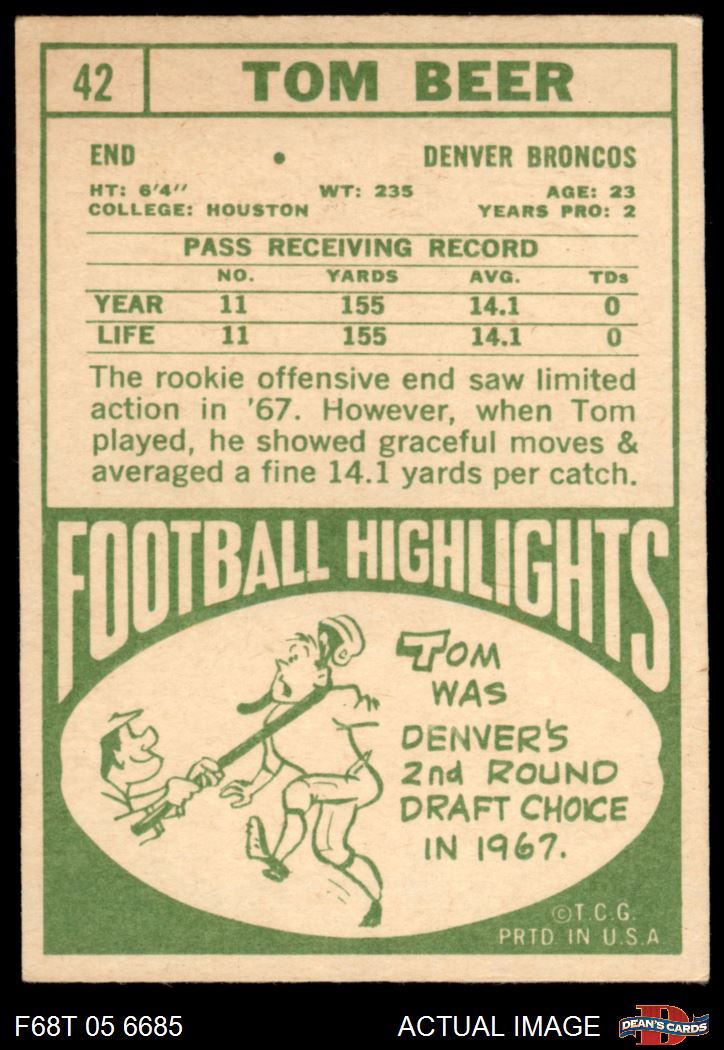 42 TOM BEER
END • DENVER BRONCOS
HT: 6'4" WT: 235 AGE: 23
COLLEGE: HOUSTON YEARS PRO: 2
PASS RECEIVING RECORD
NO. YARDS AVG. TDs
YEAR 11 155 14.1 0
LIFE 11 155 14.1 0
The rookie offensive end saw limited
action in '67. However, when Tom
played, he showed graceful moves &
averaged a fine 14.1 yards per catch.
FOOTBALL HIGHLIGHTS
TOM
WAS
DENVER'S
2nd ROUND
DRAFT CHOICE
IN 1967.
©T.C.G.
PRTD IN U.S.A
F68T 05 6685 ACTUAL IMAGE D DEAN'S CARDS